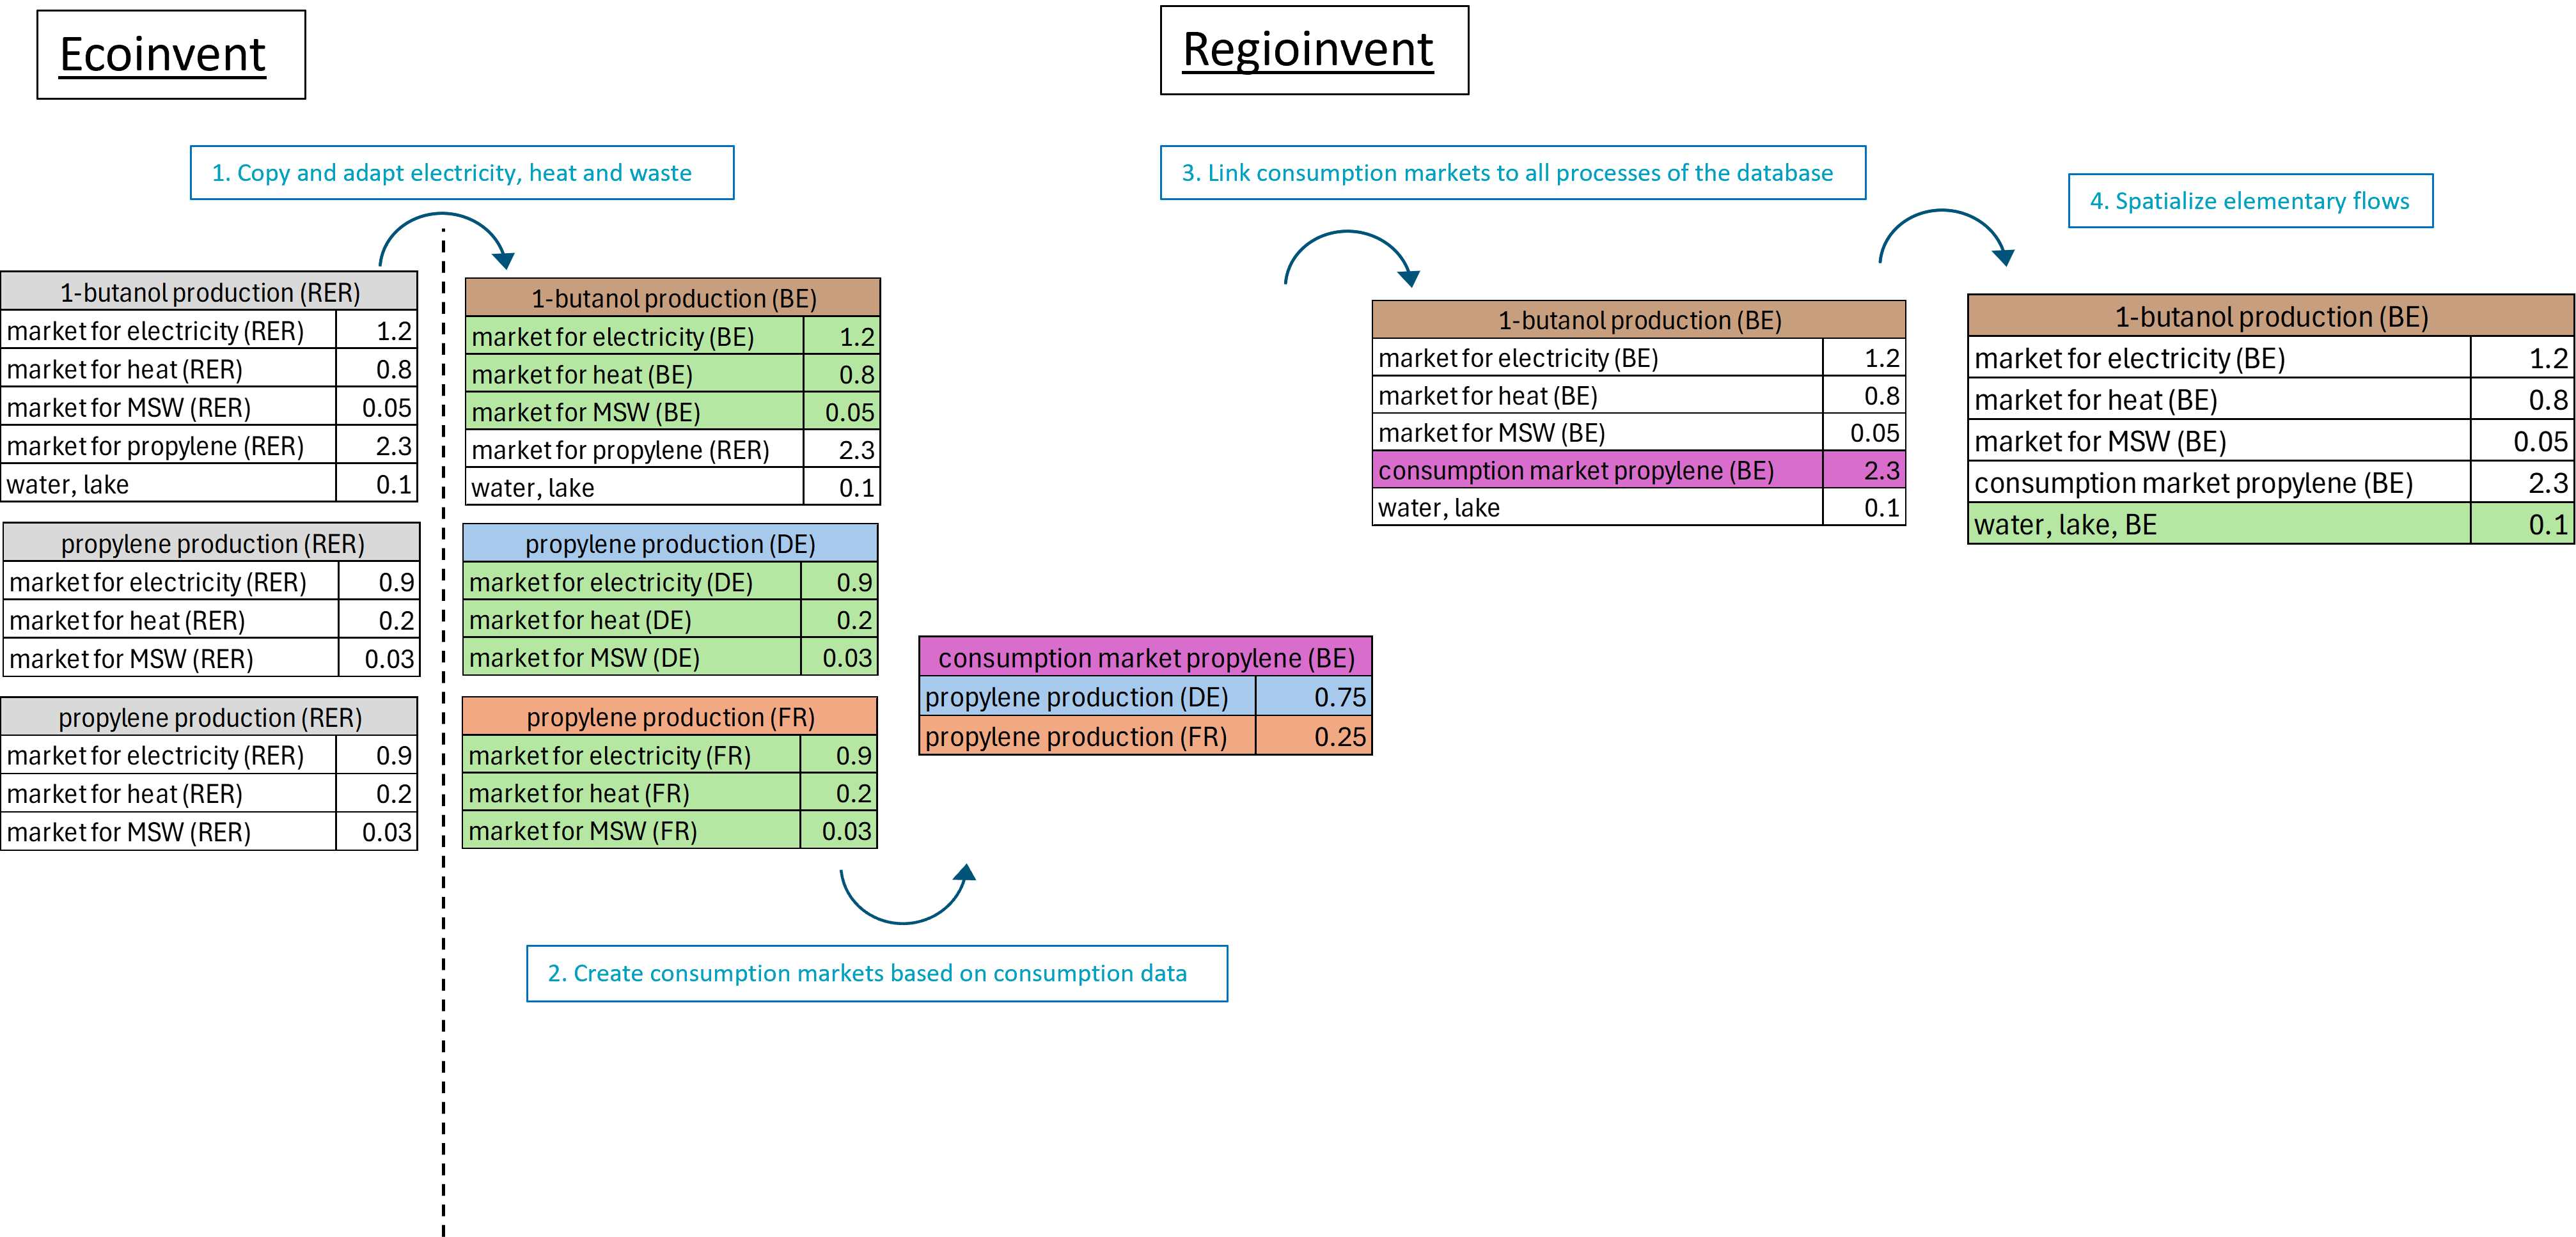 Ecoinvent
Regioinvent
1. Copy and adapt electricity, heat and waste
3. Link consumption markets to all processes of the database
4. Spatialize elementary flows
1-butanol production (RER)
market for electricity (RER) 1.2
market for heat (RER) 0.8
market for MSW (RER) 0.05
market for propylene (RER) 2.3
water, lake 0.1
propylene production (RER)
market for electricity (RER) 0.9
market for heat (RER) 0.2
market for MSW (RER) 0.03
propylene production (RER)
market for electricity (RER) 0.9
market for heat (RER) 0.2
market for MSW (RER) 0.03
1-butanol production (BE)
market for electricity (BE) 1.2
market for heat (BE) 0.8
market for MSW (BE) 0.05
market for propylene (RER) 2.3
water, lake 0.1
propylene production (DE)
market for electricity (DE) 0.9
market for heat (DE) 0.2
market for MSW (DE) 0.03
propylene production (FR)
market for electricity (FR) 0.9
market for heat (FR) 0.2
market for MSW (FR) 0.03
2. Create consumption markets based on consumption data
consumption market propylene (BE)
propylene production (DE) 0.75
propylene production (FR) 0.25
1-butanol production (BE)
market for electricity (BE) 1.2
market for heat (BE) 0.8
market for MSW (BE) 0.05
consumption market propylene (BE) 2.3
water, lake 0.1
1-butanol production (BE)
market for electricity (BE) 1.2
market for heat (BE) 0.8
market for MSW (BE) 0.05
consumption market propylene (BE) 2.3
water, lake, BE 0.1